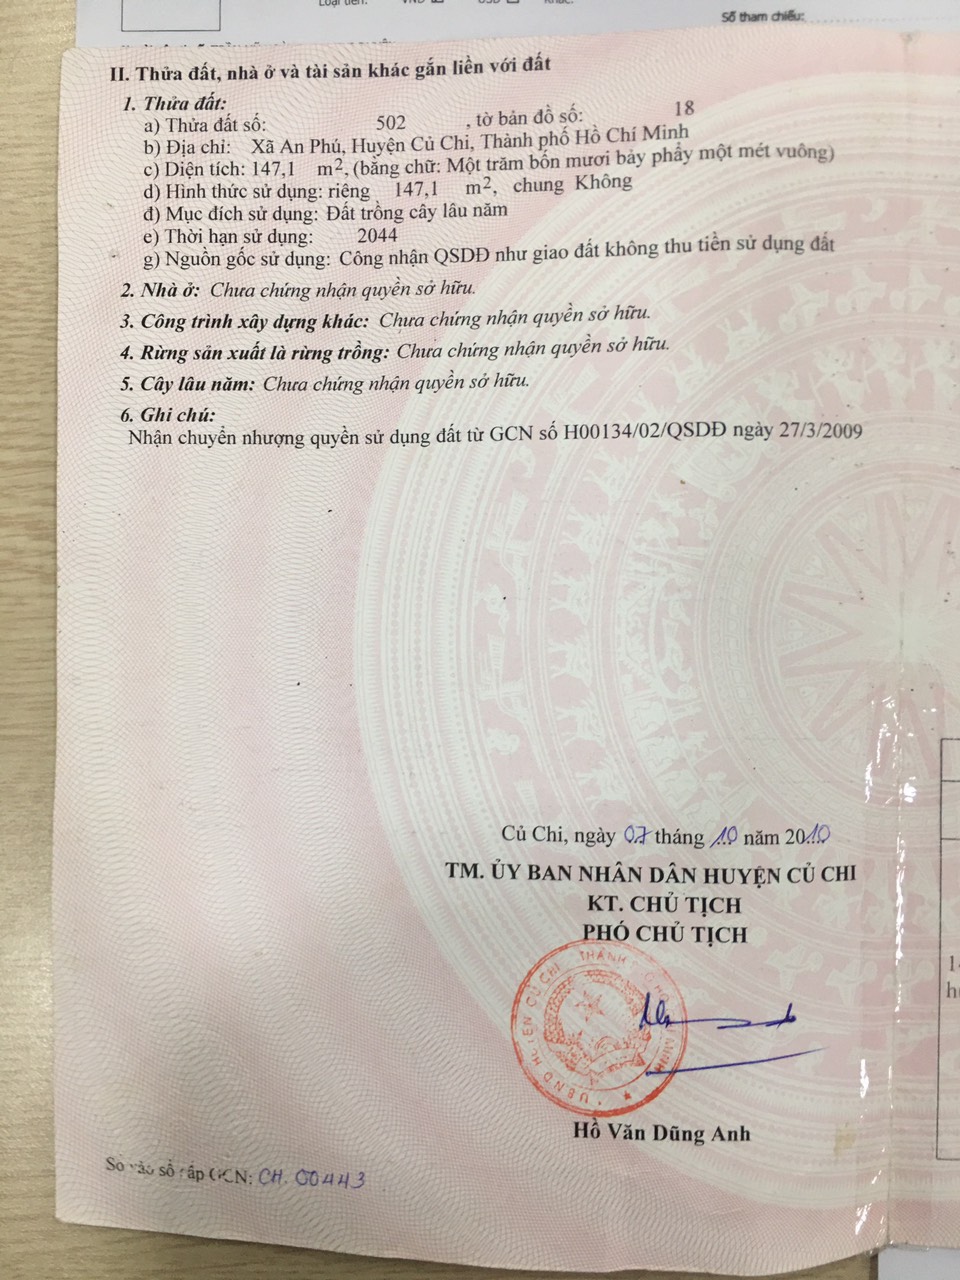 Số tham chiếu:
II. Thửa đất, nhà ở và tài sản khác gắn liền với đất
1. Thửa đất:
a) Thửa đất số: 502 , tờ bản đồ số: 18
b) Địa chỉ: Xã An Phú, Huyện Củ Chi, Thành phố Hồ Chí Minh
c) Diện tích: 147,1 m2, (bằng chữ: Một trăm bốn mươi bảy phẩy một mét vuông)
d) Hình thức sử dụng: riêng 147,1 m2, chung Không
đ) Mục đích sử dụng: Đất trồng cây lâu năm
e) Thời hạn sử dụng: 2044
g) Nguồn gốc sử dụng: Công nhận QSDĐ như giao đất không thu tiền sử dụng đất
2. Nhà ở: Chưa chứng nhận quyền sở hữu.
3. Công trình xây dựng khác: Chưa chứng nhận quyền sở hữu.
4. Rừng sản xuất là rừng trồng: Chưa chứng nhận quyền sở hữu.
5. Cây lâu năm: Chưa chứng nhận quyền sở hữu.
6. Ghi chú:
Nhận chuyển nhượng quyền sử dụng đất từ GCN số H00134/02/QSDĐ ngày 27/3/2009
Củ Chi, ngày 07 tháng 10 năm 2010
TM. ỦY BAN NHÂN DÂN HUYỆN CỦ CHI
KT. CHỦ TỊCH
PHÓ CHỦ TỊCH
UBND HUYỆN CỦ CHI THÀNH HỒ MINH
Hồ Văn Dũng Anh
Số vào sổ cấp GCN: CH. 00443